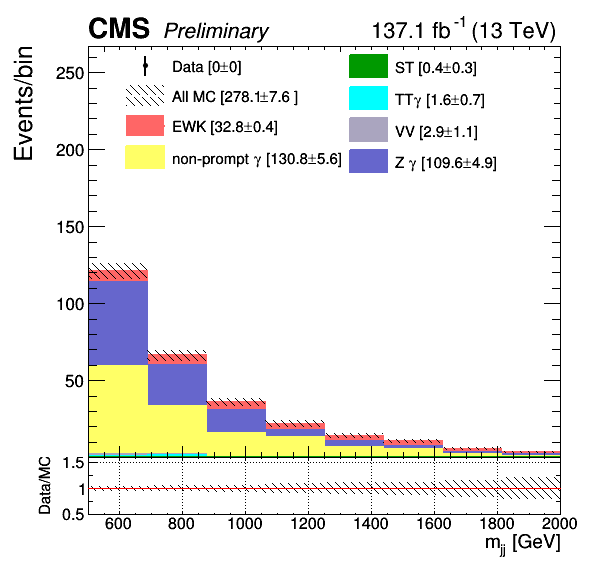 CMS Preliminary 137.1 fb⁻¹ (13 TeV)
Events/bin
Data [0±0]
All MC [278.1±7.6 ]
EWK [32.8±0.4]
non-prompt γ [130.8±5.6]
ST [0.4±0.3]
TTγ [1.6±0.7]
VV [2.9±1.1]
Z γ [109.6±4.9]
250
200
150
100
50
Data/MC
1.5
1
0.5
600 800 1000 1200 1400 1600 1800 2000
m_jj [GeV]